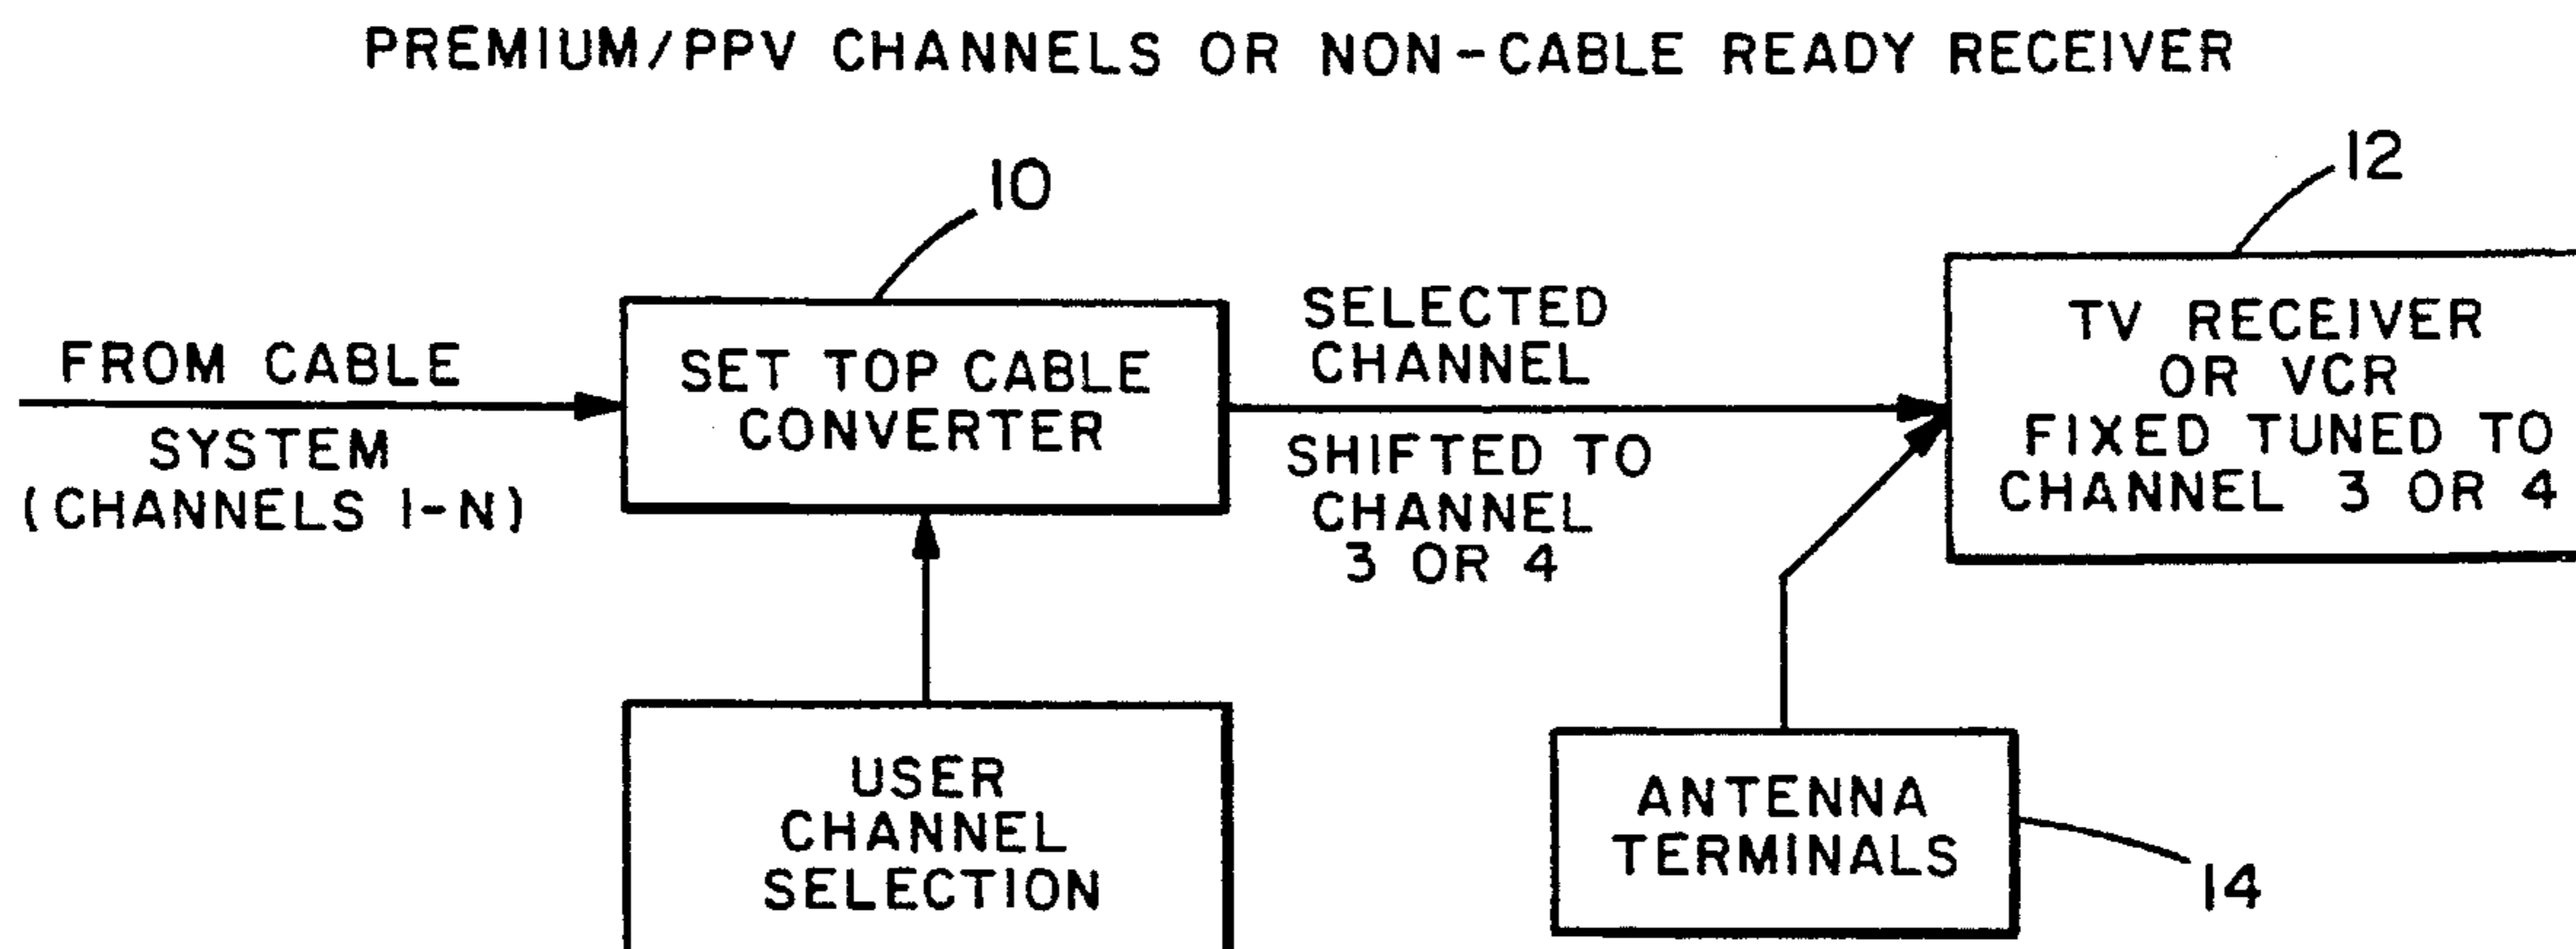 PREMIUM/PPV CHANNELS OR NON-CABLE READY RECEIVER
10
12
FROM CABLE
SYSTEM
(CHANNELS 1-N)
SET TOP CABLE
CONVERTER
SELECTED
CHANNEL
SHIFTED TO
CHANNEL
3 OR 4
TV RECEIVER
OR VCR
FIXED TUNED TO
CHANNEL 3 OR 4
USER
CHANNEL
SELECTION
ANTENNA
TERMINALS
14